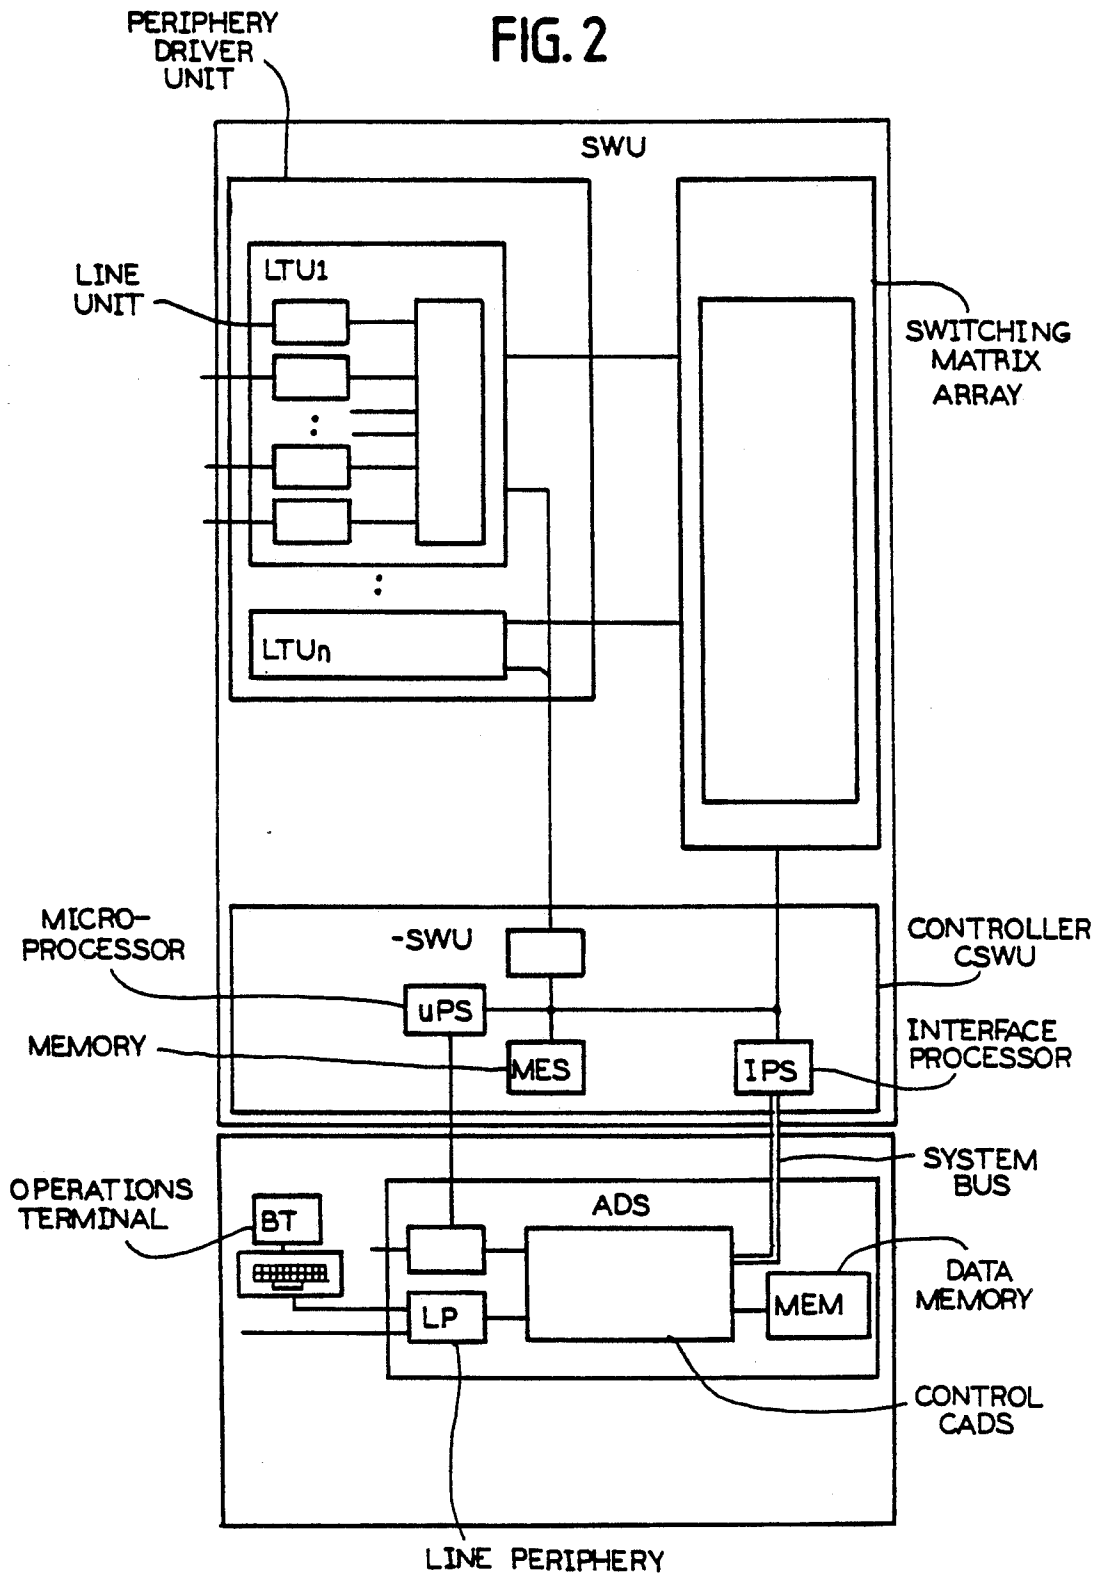 FIG. 2
PERIPHERY
DRIVER
UNIT
SWU
LTU1
LINE
UNIT
SWITCHING
MATRIX
ARRAY
LTUn
MICRO-
PROCESSOR
-SWU
CONTROLLER
CSWU
uPS
MEMORY
MES
IPS
INTERFACE
PROCESSOR
SYSTEM
BUS
OPERATIONS
TERMINAL
BT
ADS
DATA
MEMORY
MEM
LP
CONTROL
CADS
LINE PERIPHERY